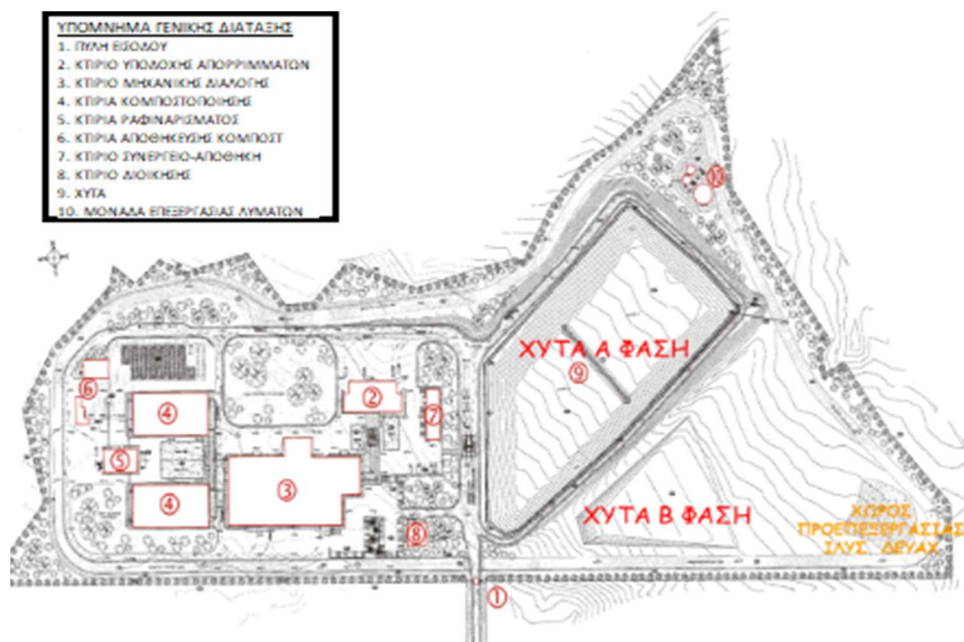 ΥΠΟΜΝΗΜΑ ΓΕΝΙΚΗΣ ΔΙΑΤΑΞΗΣ
1. ΠΥΛΗ ΕΙΣΟΔΟΥ
2. ΚΤΙΡΙΟ ΥΠΟΔΟΧΗΣ ΑΠΟΡΡΙΜΜΑΤΩΝ
3. ΚΤΙΡΙΟ ΜΗΧΑΝΙΚΗΣ ΔΙΑΛΟΓΗΣ
4. ΚΤΙΡΙΑ ΚΟΜΠΟΣΤΟΠΟΙΗΣΗΣ
5. ΚΤΙΡΙΑ ΡΑΦΙΝΑΡΙΣΜΑΤΟΣ
6. ΚΤΙΡΙΑ ΑΠΟΘΗΚΕΥΣΗΣ ΚΟΜΠΟΣΤ
7. ΚΤΙΡΙΟ ΣΥΝΕΡΓΕΙΟ-ΑΠΟΘΗΚΗ
8. ΚΤΙΡΙΟ ΔΙΟΙΚΗΣΗΣ
9. ΧΥΤΑ
10. ΜΟΝΑΔΑ ΕΠΕΞΕΡΓΑΣΙΑΣ ΛΥΜΑΤΩΝ
⑩
ΧΥΤΑ Α ΦΑΣΗ
⑨
⑥
②
④
⑦
⑤
③
④
⑧
ΧΥΤΑ Β ΦΑΣΗ
ΧΩΡΟΣ
ΠΡΟΕΠΕΞΕΡΓΑΣΙΑΣ
ΙΛΥΣ ΔΕΥΑΧ
①